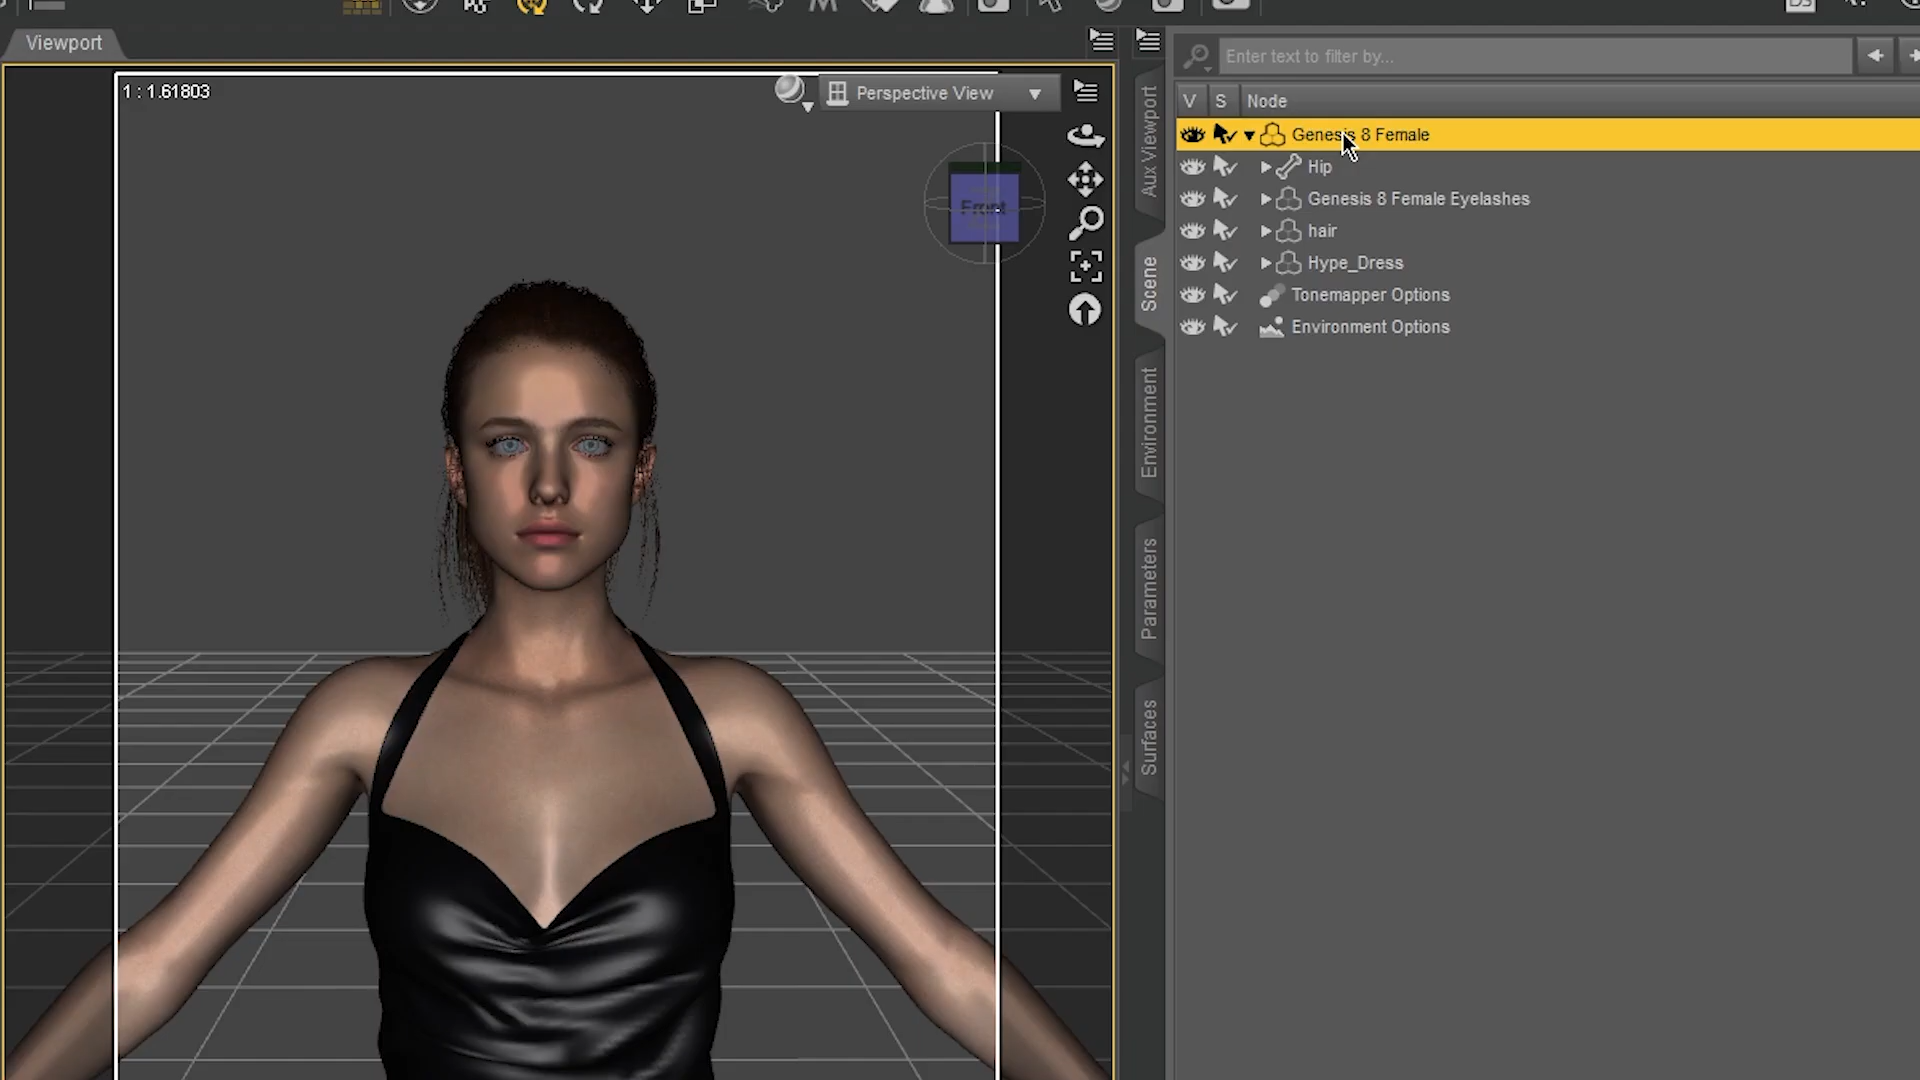 Viewport
Enter text to filter by...
1 : 1.61803
Perspective View
V S Node
Genesis 8 Female
Hip
Genesis 8 Female Eyelashes
hair
Hype_Dress
Tonemapper Options
Environment Options
Front
Aux Viewport
Scene
Environment
Parameters
Surfaces